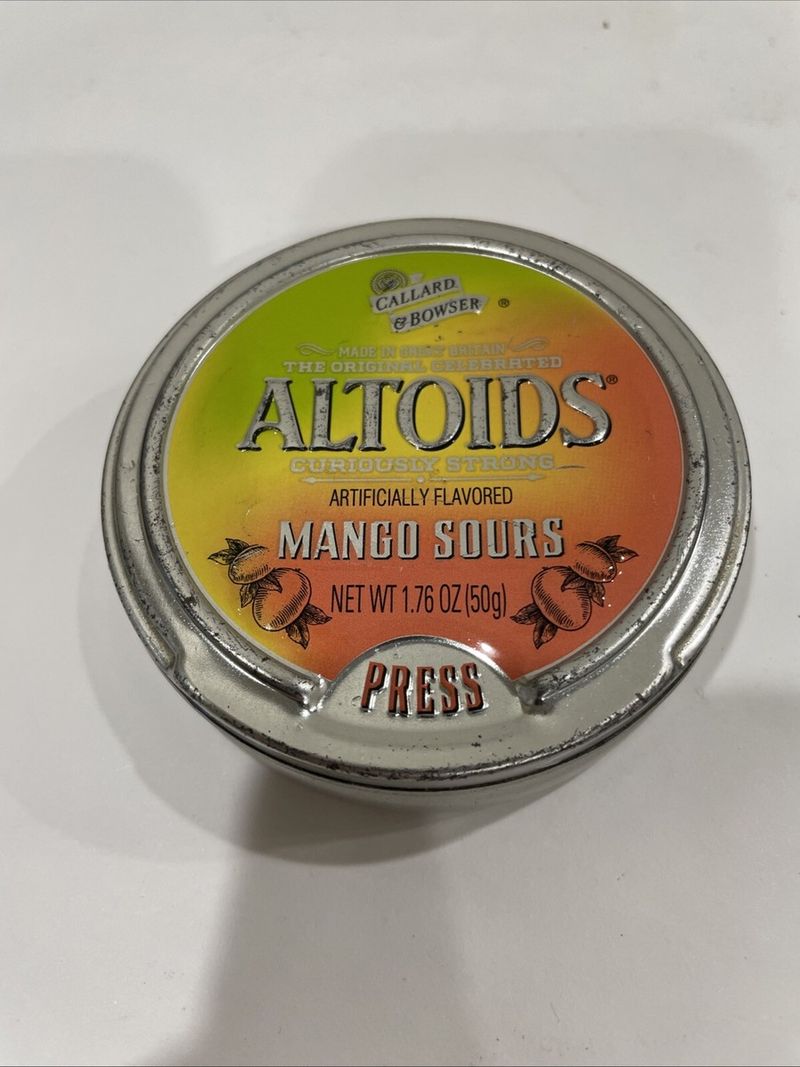 CALLARD
& BOWSER ®
MADE IN GREAT BRITAIN
THE ORIGINAL CELEBRATED
ALTOIDS®
CURIOUSLY STRONG
ARTIFICIALLY FLAVORED
MANGO SOURS
NET WT 1.76 OZ (50g)
PRESS